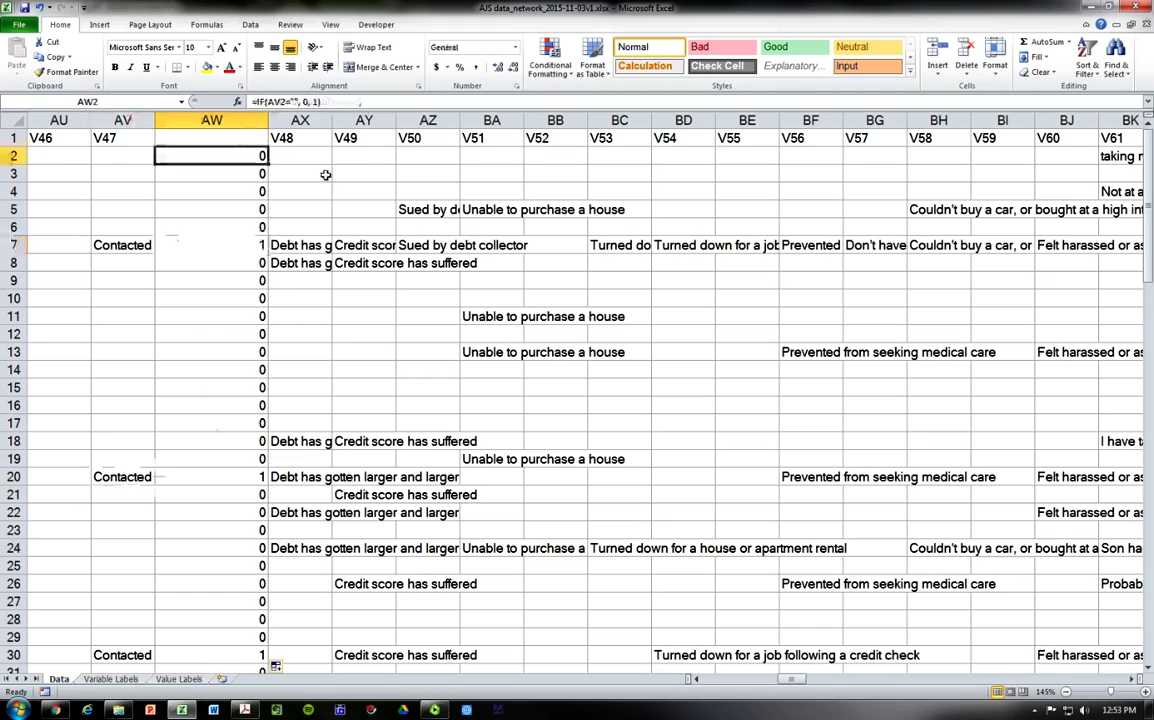 AJS data_network_2015-11-03v1.xlsx - Microsoft Excel
File Home Insert Page Layout Formulas Data Review View Developer
Cut
Copy
Format Painter
Paste
Clipboard
Microsoft Sans Ser 10
B I U
Font
Wrap Text
Merge & Center
Alignment
General
$ % ,
Number
Conditional Formatting
Format as Table
Normal Bad Good Neutral
Calculation Check Cell Explanatory... Input
Styles
Insert Delete Format
Cells
AutoSum
Fill
Clear
Sort & Filter
Find & Select
Editing
AW2 fx =IF(AV2="", 0, 1)
AU AV AW AX AY AZ BA BB BC BD BE BF BG BH BI BJ BK
1 V46 V47 V48 V49 V50 V51 V52 V53 V54 V55 V56 V57 V58 V59 V60 V61
2 0 taking r
3 0
4 0 Not at a
5 0 Sued by de Unable to purchase a house Couldn't buy a car, or bought at a high int
6 0
7 Contacted 1 Debt has g Credit scor Sued by debt collector Turned do Turned down for a job Prevented Don't have Couldn't buy a car, or Felt harassed or as
8 0 Debt has g Credit score has suffered
9 0
10 0
11 0 Unable to purchase a house
12 0
13 0 Unable to purchase a house Prevented from seeking medical care Felt harassed or as
14 0
15 0
16 0
17 0
18 0 Debt has g Credit score has suffered I have t
19 0 Unable to purchase a house
20 Contacted 1 Debt has gotten larger and larger Prevented from seeking medical care Felt harassed or as
21 0 Credit score has suffered
22 0 Debt has gotten larger and larger Felt harassed or as
23 0
24 0 Debt has gotten larger and larger Unable to purchase a Turned down for a house or apartment rental Couldn't buy a car, or bought at a Son ha
25 0
26 0 Credit score has suffered Prevented from seeking medical care Probab
27 0
28 0
29 0
30 Contacted 1 Credit score has suffered Turned down for a job following a credit check Felt harassed or as
31 0
Data Variable Labels Value Labels
Ready 145%
12:53 PM